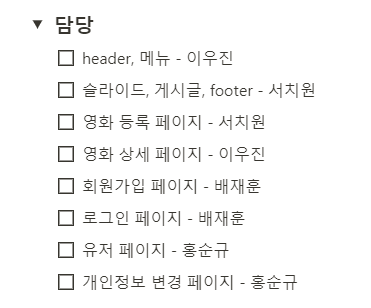 담당
header, 메뉴 - 이우진
슬라이드, 게시글, footer - 서치원
영화 등록 페이지 - 서치원
영화 상세 페이지 - 이우진
회원가입 페이지 - 배재훈
로그인 페이지 - 배재훈
유저 페이지 - 홍순규
개인정보 변경 페이지 - 홍순규